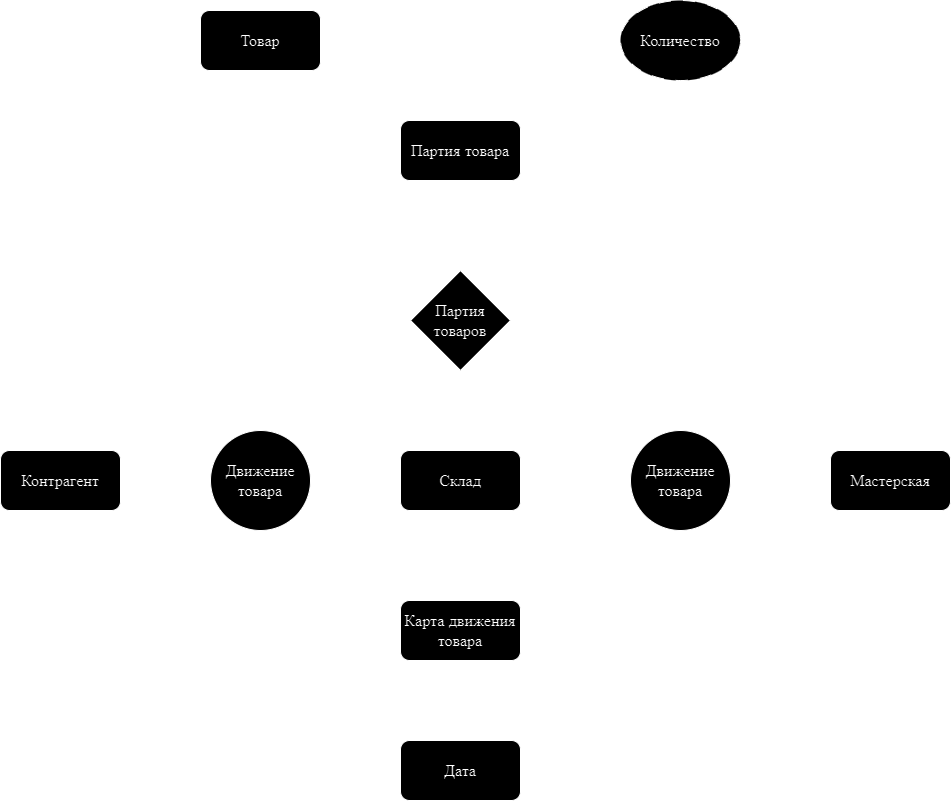 Товар
Количество
Партия товара
Партия
товаров
Контрагент
Движение
товара
Склад
Движение
товара
Мастерская
Карта движения
товара
Дата